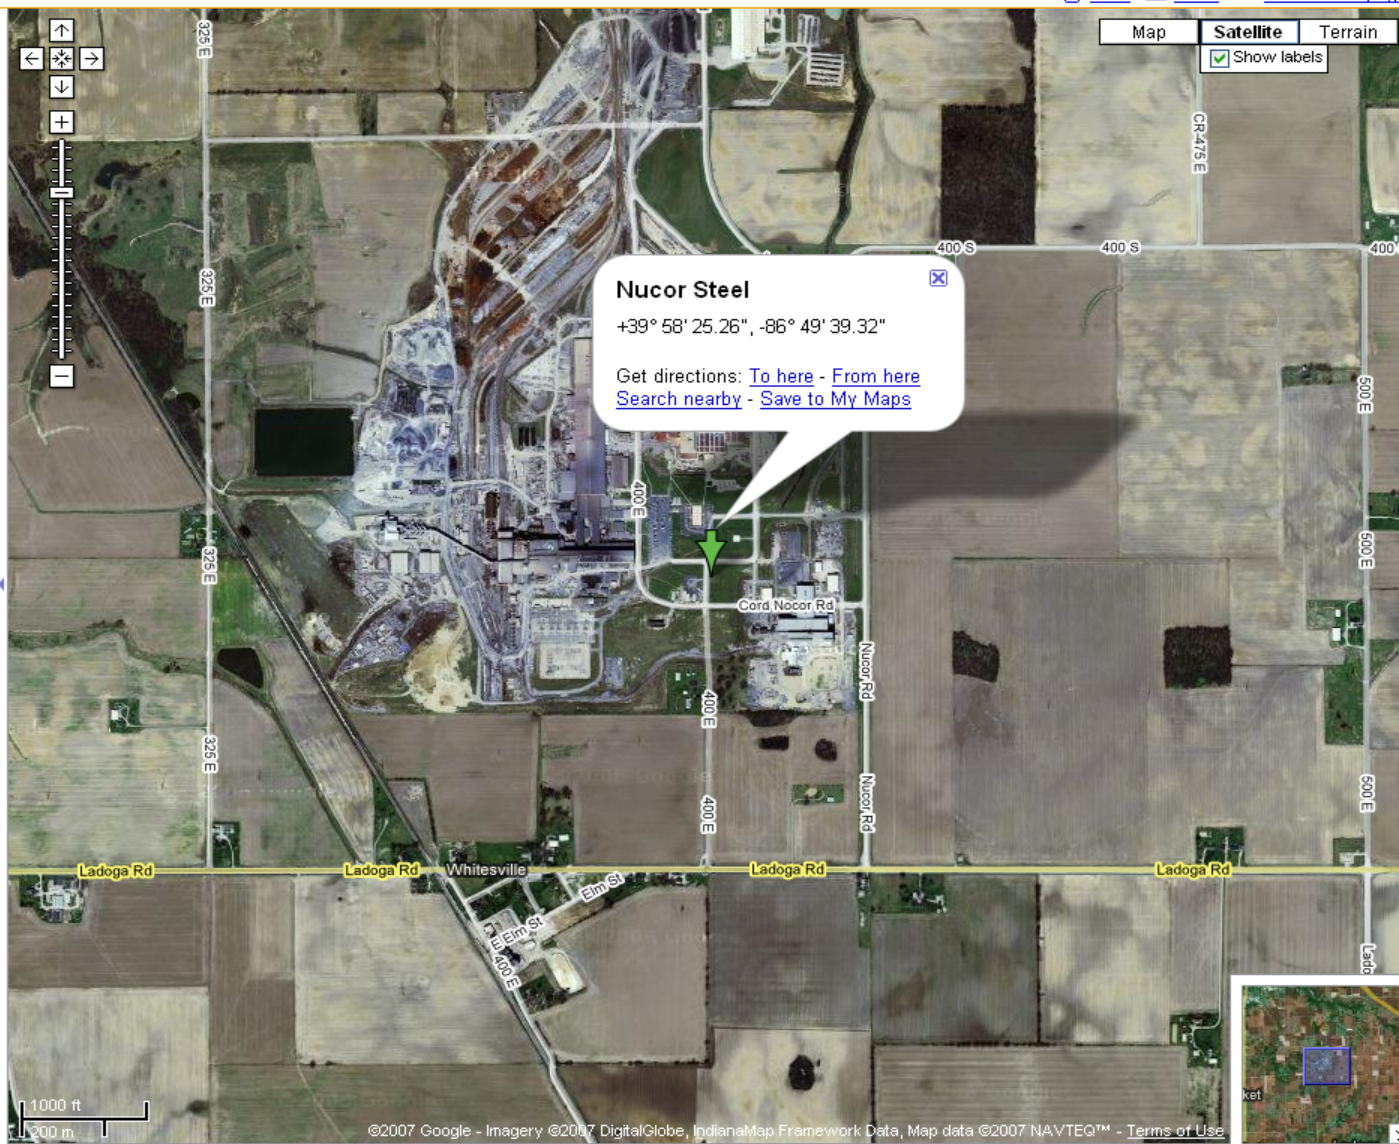 Map
Satellite
Terrain
Show labels
325 E
CR-475 E
400 S
400 S
400
325 E
Nucor Steel
+39° 58' 25.26", -86° 49' 39.32"
Get directions: To here - From here
Search nearby - Save to My Maps
500 E
400 E
500 E
325 E
Cord Nocor Rd
Nucor Rd
400 E
325 E
Nucor Rd
400 E
500 E
Ladoga Rd
Ladoga Rd
Whitesville
Ladoga Rd
Ladoga Rd
Elm St
E Elm St
400 E
Lado
ket
1000 ft
200 m
©2007 Google - Imagery ©2007 DigitalGlobe, IndianaMap Framework Data, Map data ©2007 NAVTEQ™ - Terms of Use